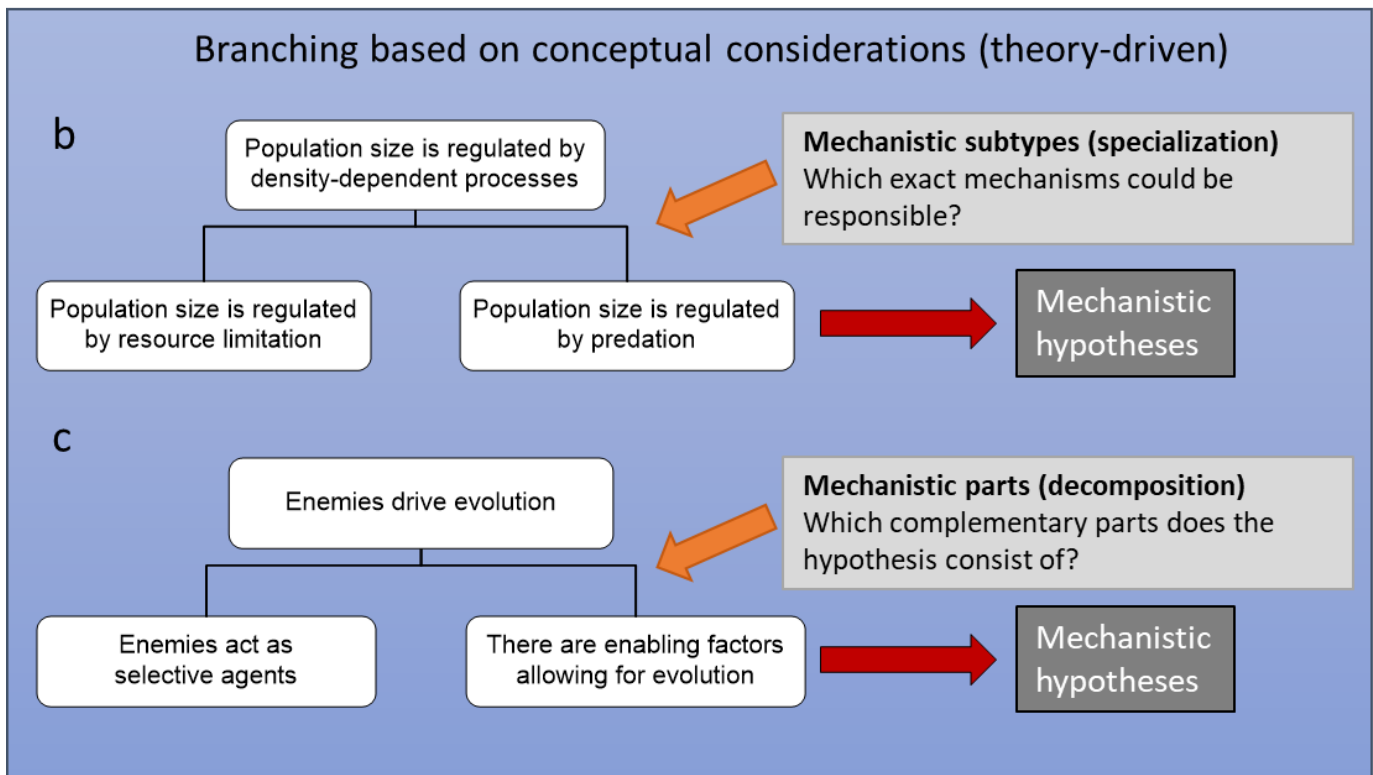 Branching based on conceptual considerations (theory-driven)
b
Population size is regulated by
density-dependent processes
Mechanistic subtypes (specialization)
Which exact mechanisms could be
responsible?
Population size is regulated
by resource limitation
Population size is regulated
by predation
Mechanistic
hypotheses
c
Enemies drive evolution
Mechanistic parts (decomposition)
Which complementary parts does the
hypothesis consist of?
Enemies act as
selective agents
There are enabling factors
allowing for evolution
Mechanistic
hypotheses